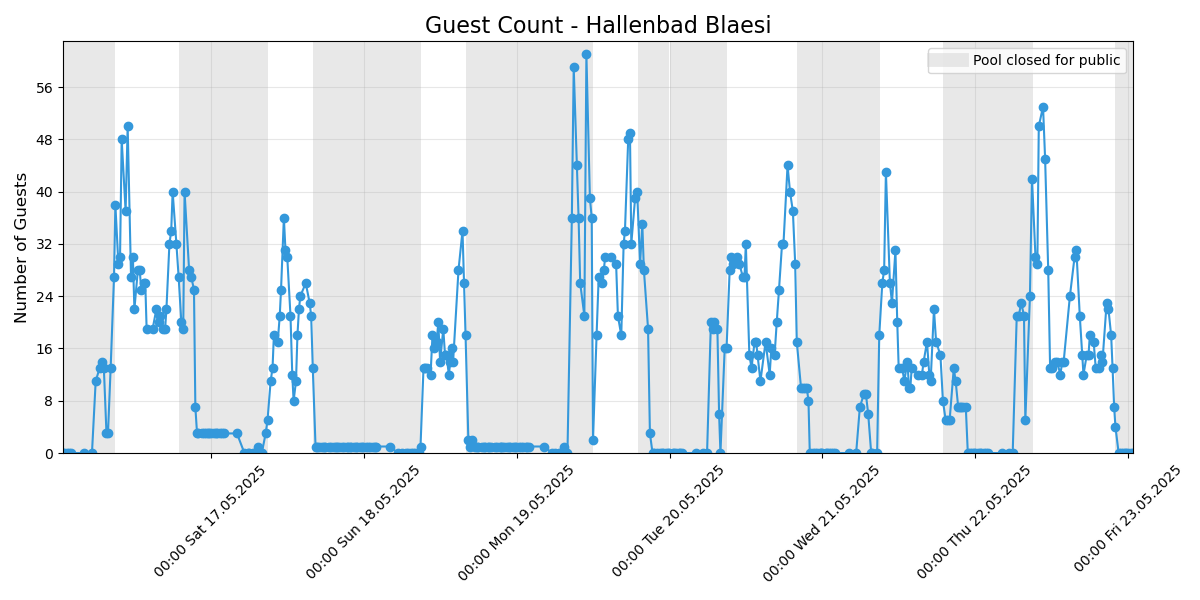 Guest Count - Hallenbad Blaesi
Pool closed for public
Number of Guests
56
48
40
32
24
16
8
0
00:00 Sat 17.05.2025
00:00 Sun 18.05.2025
00:00 Mon 19.05.2025
00:00 Tue 20.05.2025
00:00 Wed 21.05.2025
00:00 Thu 22.05.2025
00:00 Fri 23.05.2025